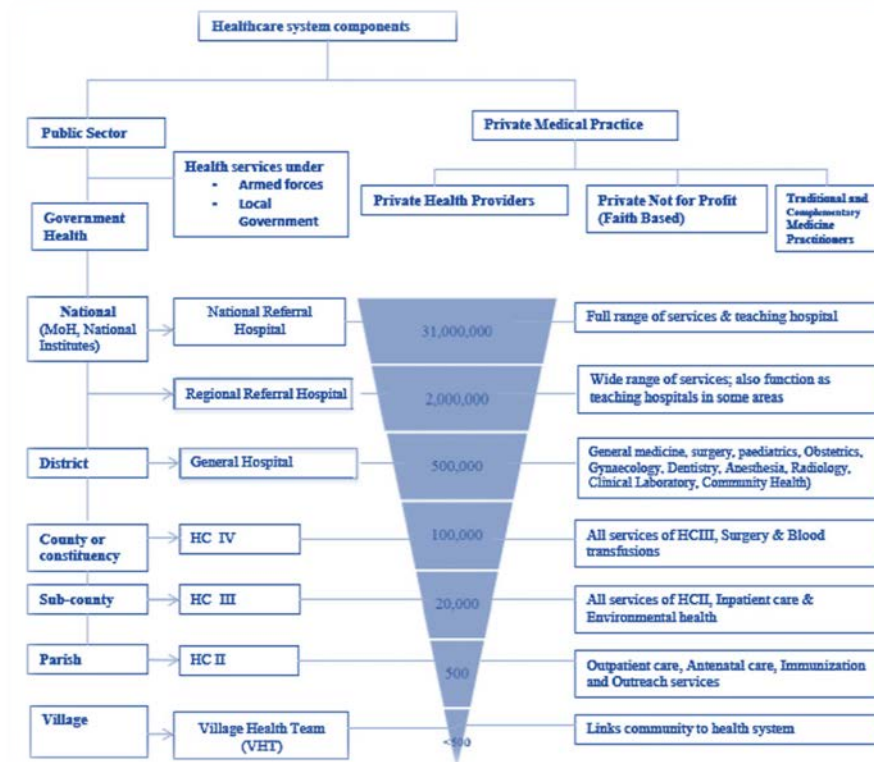 Healthcare system components
Public Sector
Private Medical Practice
Health services under
- Armed forces
- Local
Government
Private Health Providers
Private Not for Profit
(Faith Based)
Traditional and
Complementary
Medicine
Practitioners
Government
Health
National
(MoH, National
Institutes)
National Referral
Hospital
31,000,000
Full range of services & teaching hospital
Regional Referral Hospital
2,000,000
Wide range of services; also function as
teaching hospitals in some areas
District
General Hospital
500,000
General medicine, surgery, paediatrics, Obstetrics,
Gynaecology, Dentistry, Anesthesia, Radiology,
Clinical Laboratory, Community Health)
County or
constituency
HC IV
100,000
All services of HCIII, Surgery & Blood
transfusions
Sub-county
HC III
20,000
All services of HCII, Inpatient care &
Environmental health
Parish
HC II
500
Outpatient care, Antenatal care, Immunization
and Outreach services
Village
Village Health Team
(VHT)
<500
Links community to health system